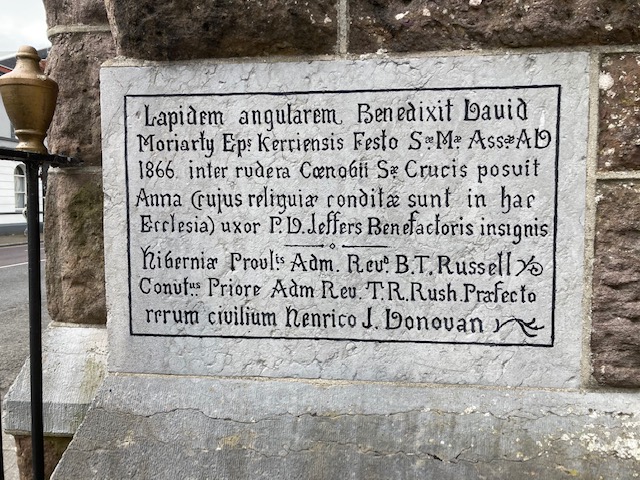 Lapidem angularem Benedixit David
Moriarty Eps Kerriensis Festo Sæ Mæ Assæ AD
1866 inter rudera Cœnobii Sæ Crucis posuit
Anna (cujus reliquiæ conditæ sunt in hac
Ecclesia) uxor P.D. Jeffers Benefactoris insignis
Hiberniæ Provlis Adm. Revd B.T. Russell
Convtus Priore Adm Rev. T.R. Rush. Præfecto
rerum civilium Henrico J. Donovan